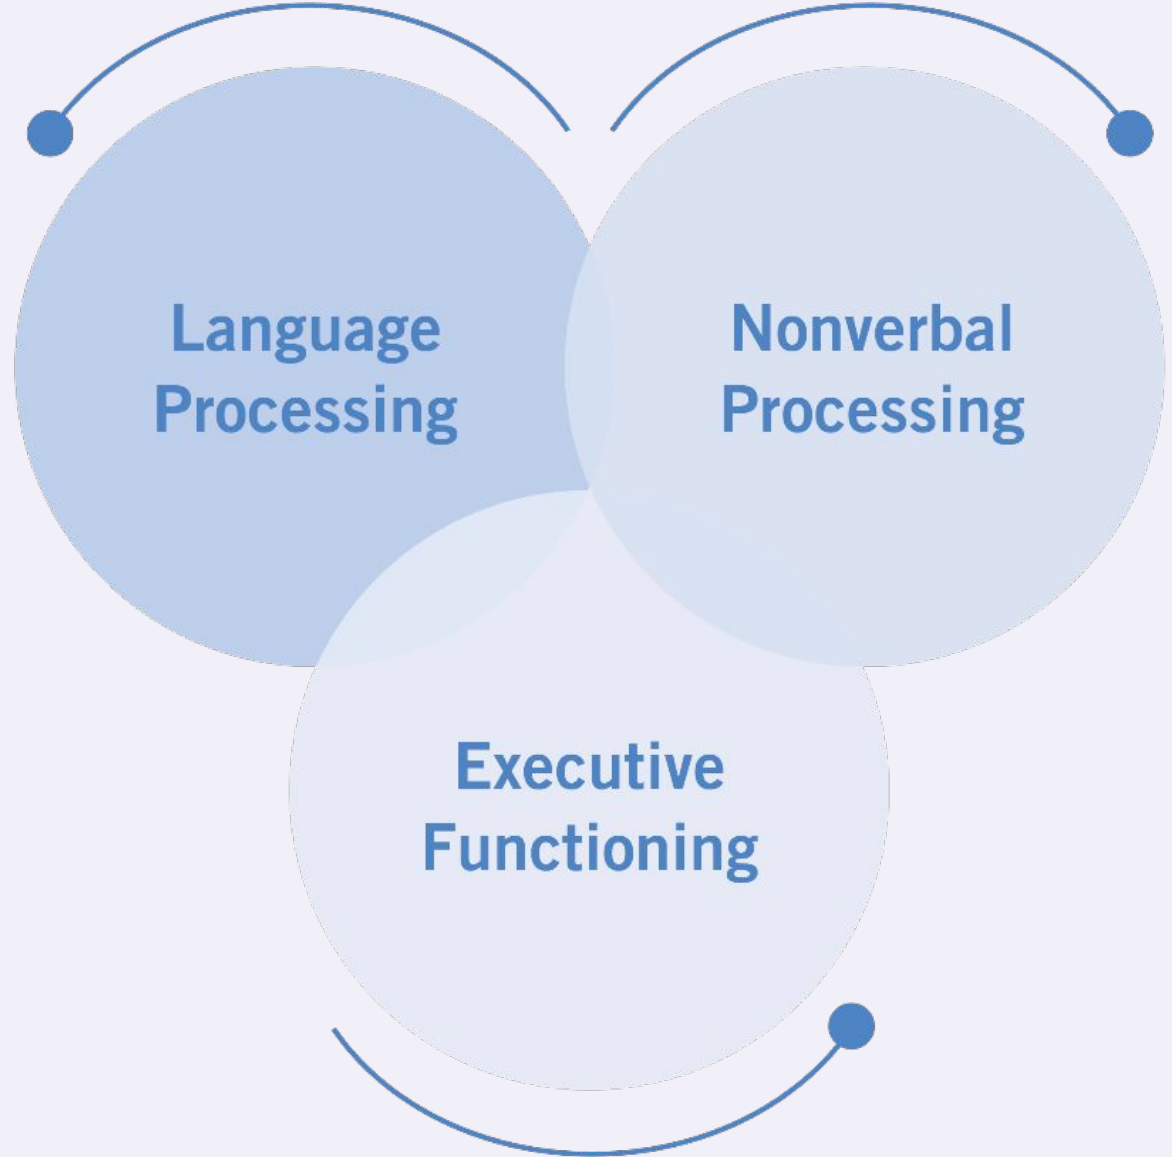 Language
Processing
Nonverbal
Processing
Executive
Functioning